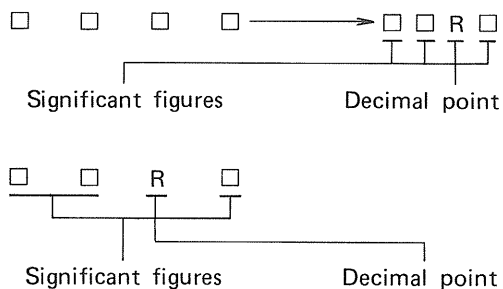 □ □ □ □ □ □ R □
Significant figures Decimal point
□ □ R □
Significant figures Decimal point